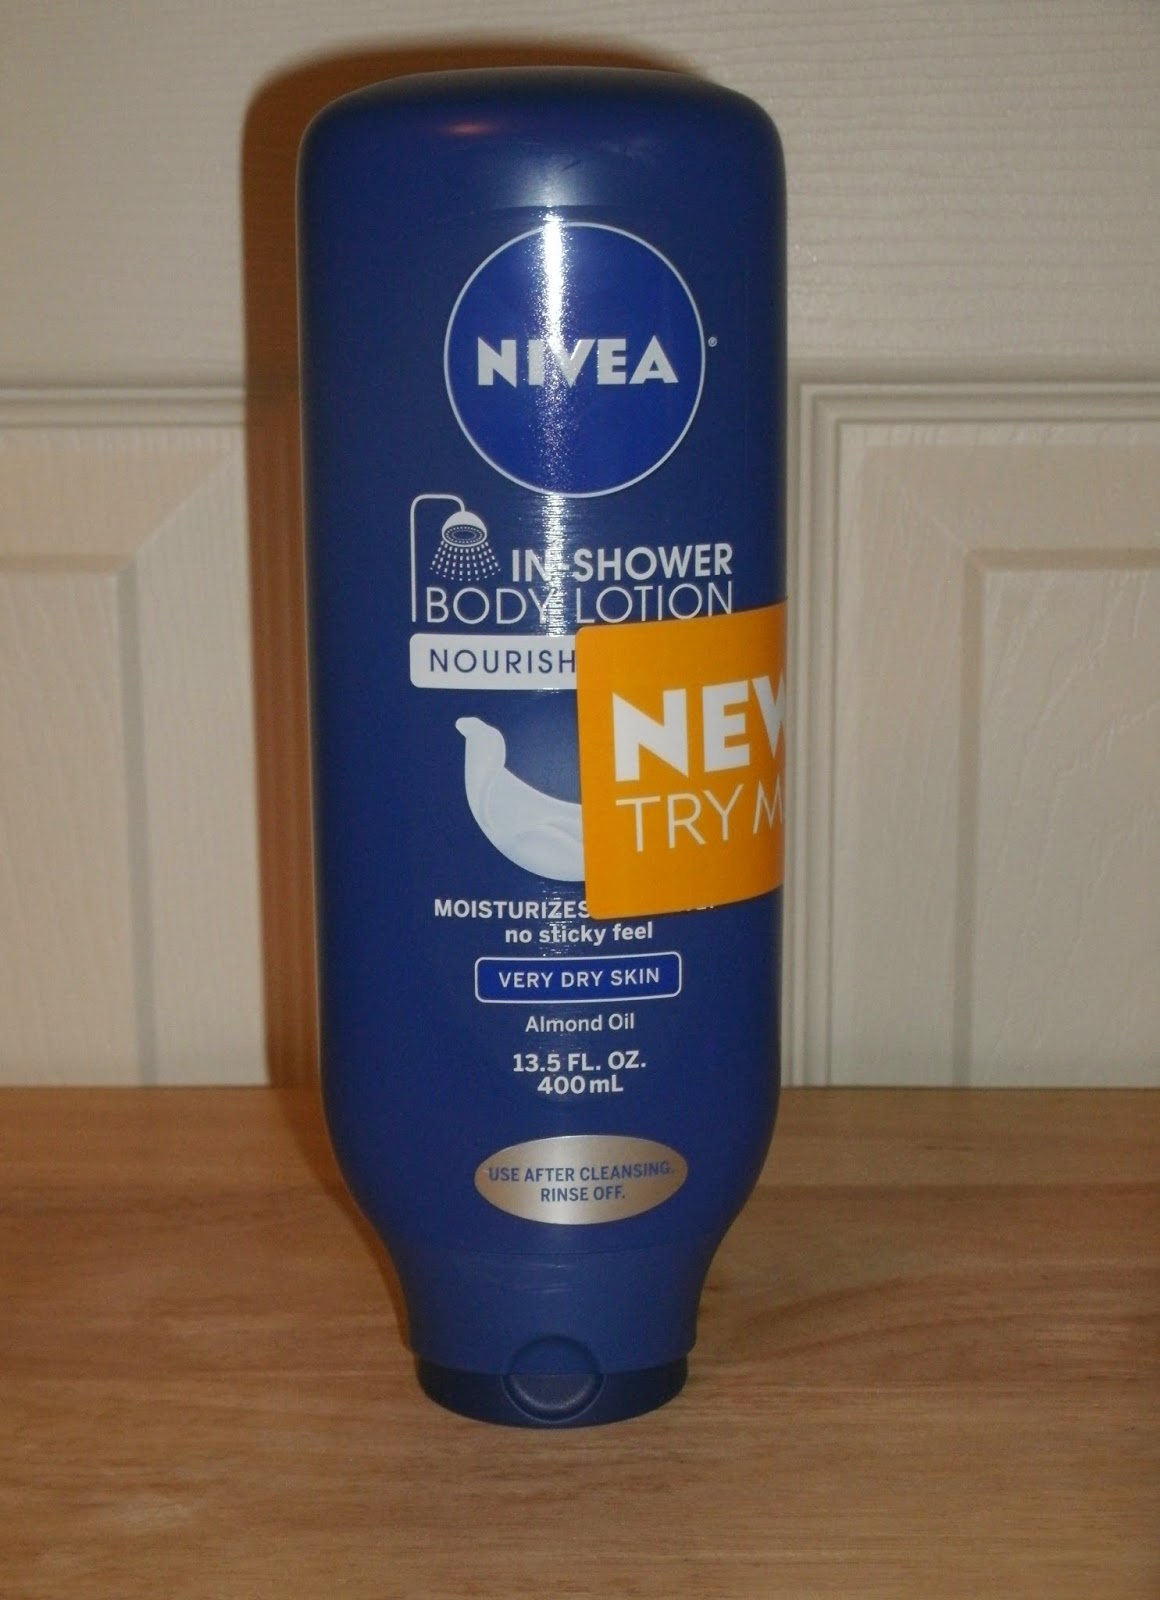 NIVEA®
IN-SHOWER
BODY LOTION
NOURISH
NEW
TRY
MOISTURIZES
no sticky feel
VERY DRY SKIN
Almond Oil
13.5 FL. OZ.
400 mL
USE AFTER CLEANSING.
RINSE OFF.